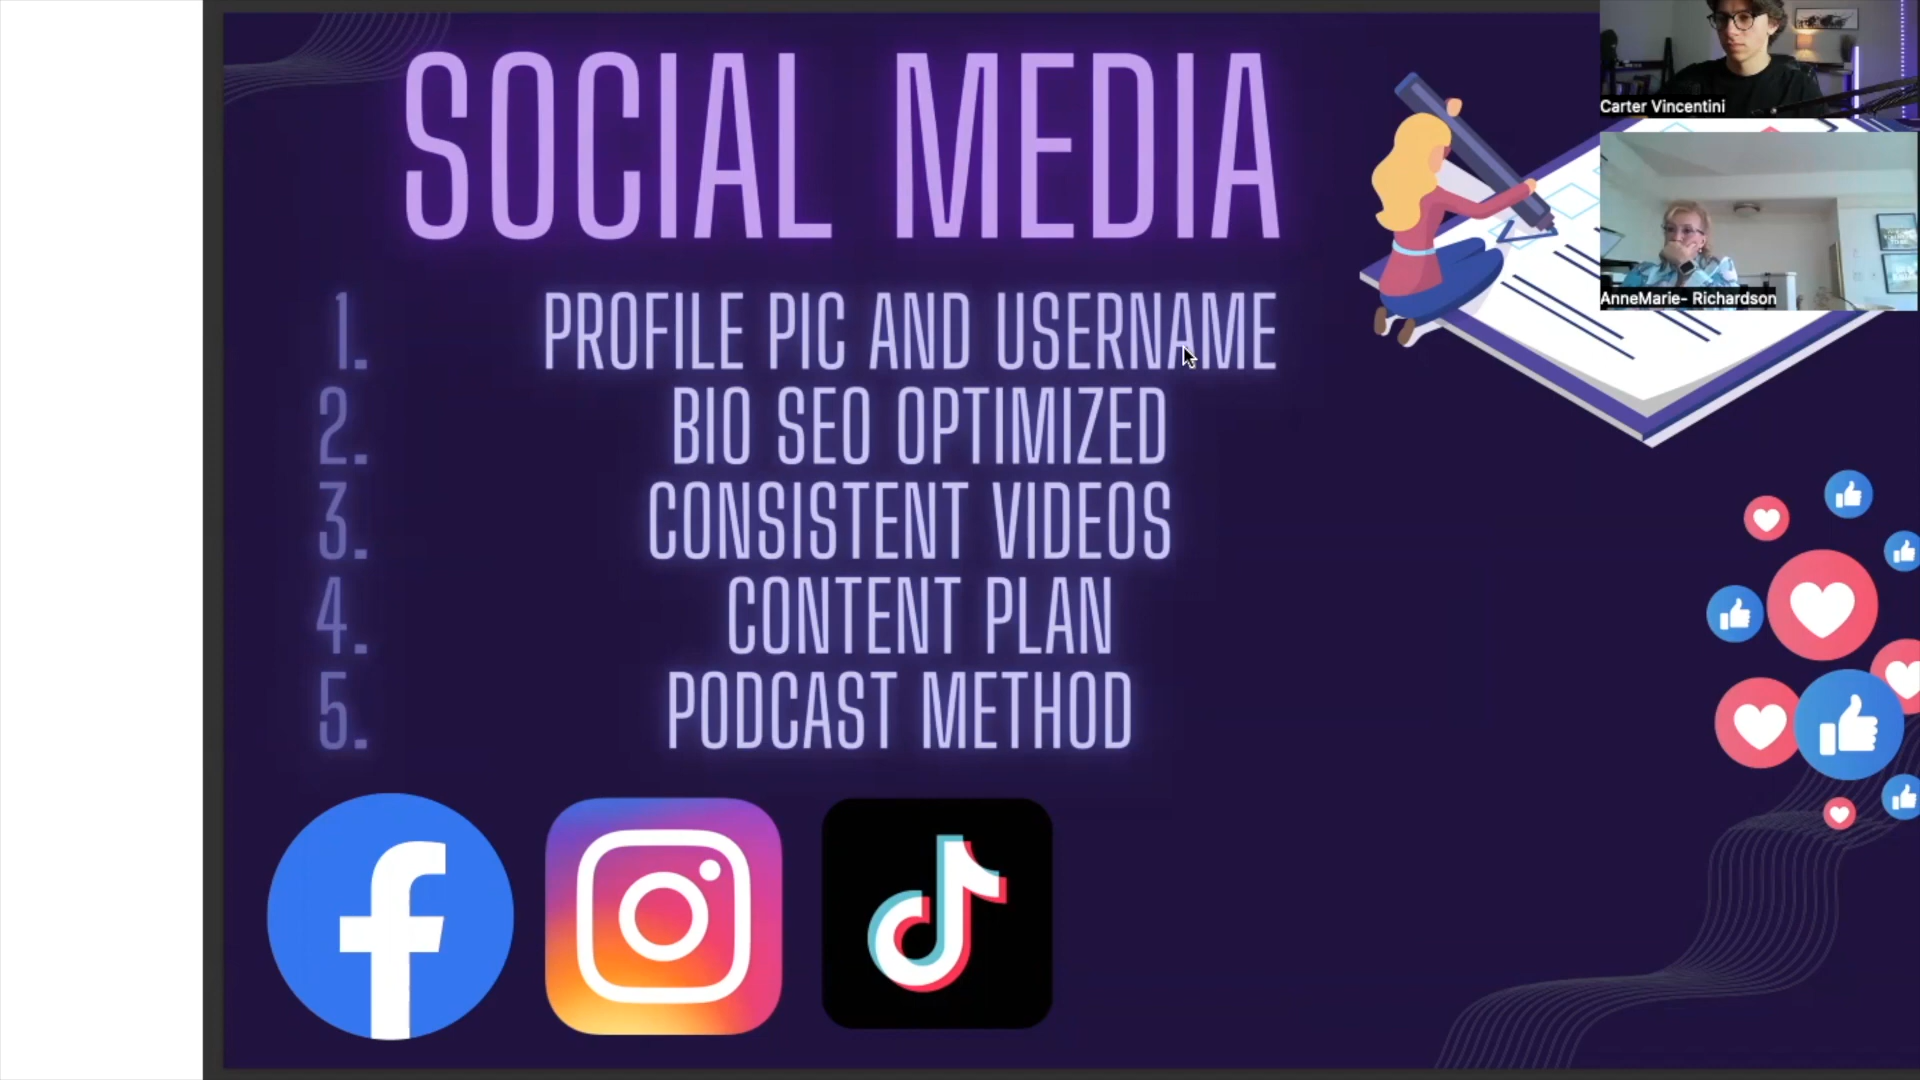 SOCIAL MEDIA
1. PROFILE PIC AND USERNAME
2. BIO SEO OPTIMIZED
3. CONSISTENT VIDEOS
4. CONTENT PLAN
5. PODCAST METHOD
Carter Vincentini
AnneMarie- Richardson